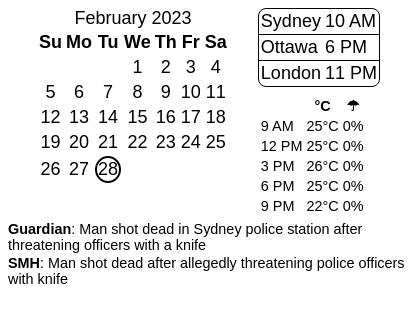 February 2023
Su Mo Tu We Th Fr Sa
1 2 3 4
5 6 7 8 9 10 11
12 13 14 15 16 17 18
19 20 21 22 23 24 25
26 27 28
Sydney 10 AM
Ottawa 6 PM
London 11 PM
°C ☂
9 AM 25°C 0%
12 PM 25°C 0%
3 PM 26°C 0%
6 PM 25°C 0%
9 PM 22°C 0%
Guardian: Man shot dead in Sydney police station after
threatening officers with a knife
SMH: Man shot dead after allegedly threatening police officers
with knife